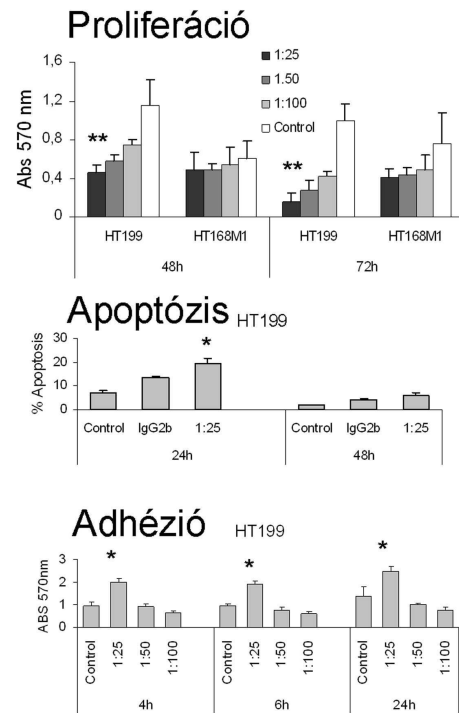 Proliferáció
1:25
1.50
1:100
Control
Abs 570 nm
1,6
1,2
0,8
0,4
0
**
**
HT199
HT168M1
HT199
HT168M1
48h
72h
Apoptózis HT199
% Apoptosis
30
20
10
0
*
Control
IgG2b
1:25
Control
IgG2b
1:25
24h
48h
Adhézió HT199
ABS 570nm
3
2
1
0
*
*
*
Control
1:25
1:50
1:100
Control
1:25
1:50
1:100
Control
1:25
1:50
1:100
4h
6h
24h